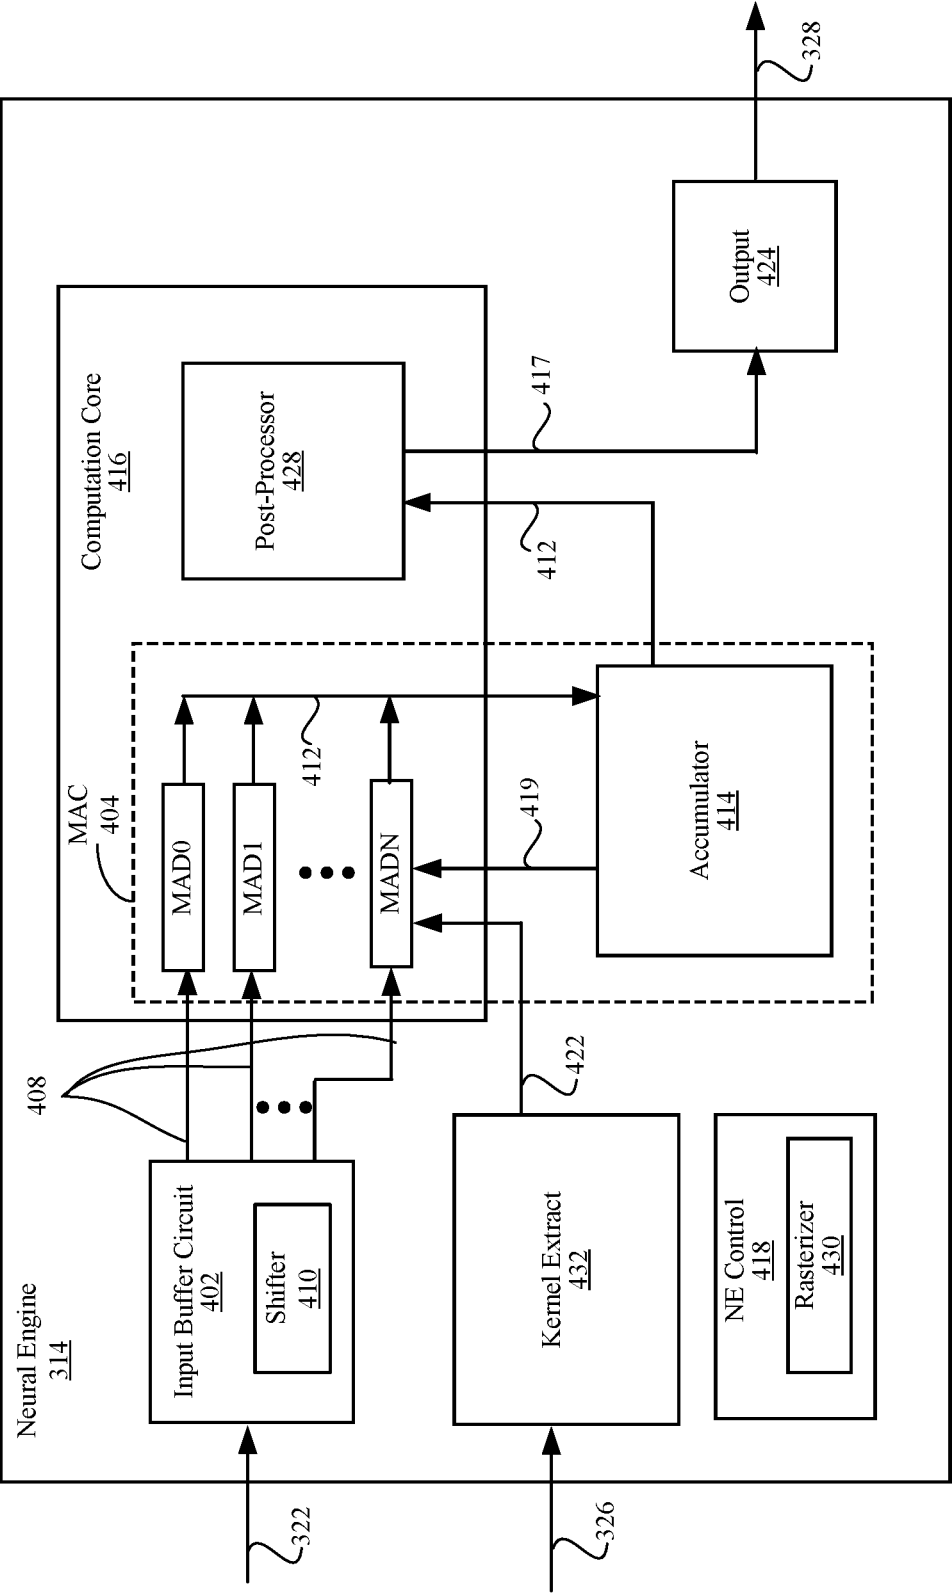 Neural Engine
314
322
326
Input Buffer Circuit
402
Shifter
410
Kernel Extract
432
NE Control
418
Rasterizer
430
408
422
MAC
404
MAD0
MAD1
MADN
412
419
Accumulator
414
Computation Core
416
Post-Processor
428
412
417
Output
424
328